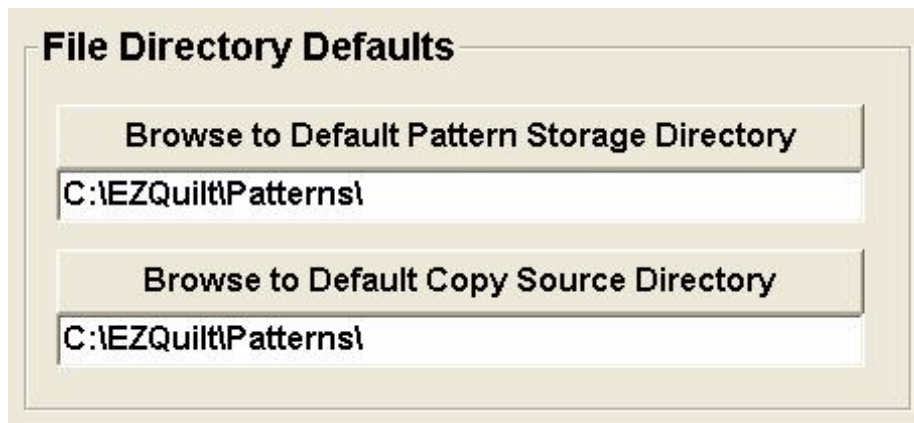 File Directory Defaults
Browse to Default Pattern Storage Directory
C:\EZQuilt\Patterns\
Browse to Default Copy Source Directory
C:\EZQuilt\Patterns\